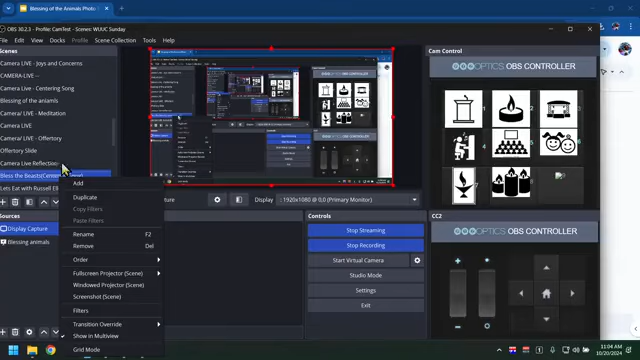 Blessing of the Animals Photo
OBS 30.2.3 - Profile: CamTest - Scenes: WUUC Sunday
File Edit View Docks Profile Scene Collection Tools Help
Scenes
Camera LIVE - Joys and Concerns
CAMERA-LIVE --
Camera LIVE - Centering Song
Blessing of the aniamls
Camera/ LIVE - Meditation
Camera LIVE
Camera/ LIVE - Offertory
Offertory Slide
Camera Live Reflection
Bless the Beasts
Lets Eat with Russell
Sources
Display Capture
Blessing animals
Add
Duplicate
Copy Filters
Paste Filters
Rename F2
Remove Del
Order
Fullscreen Projector (Scene)
Windowed Projector (Scene)
Screenshot (Scene)
Filters
Transition Override
Show in Multiview
Grid Mode
Display : 1920x1080 @ 0,0 (Primary Monitor)
Controls
Stop Streaming
Stop Recording
Start Virtual Camera
Studio Mode
Settings
Exit
Cam Control
OPTICS OBS CONTROLLER
CC2
OPTICS OBS CONTROLLER
11:04 AM
10/20/2024